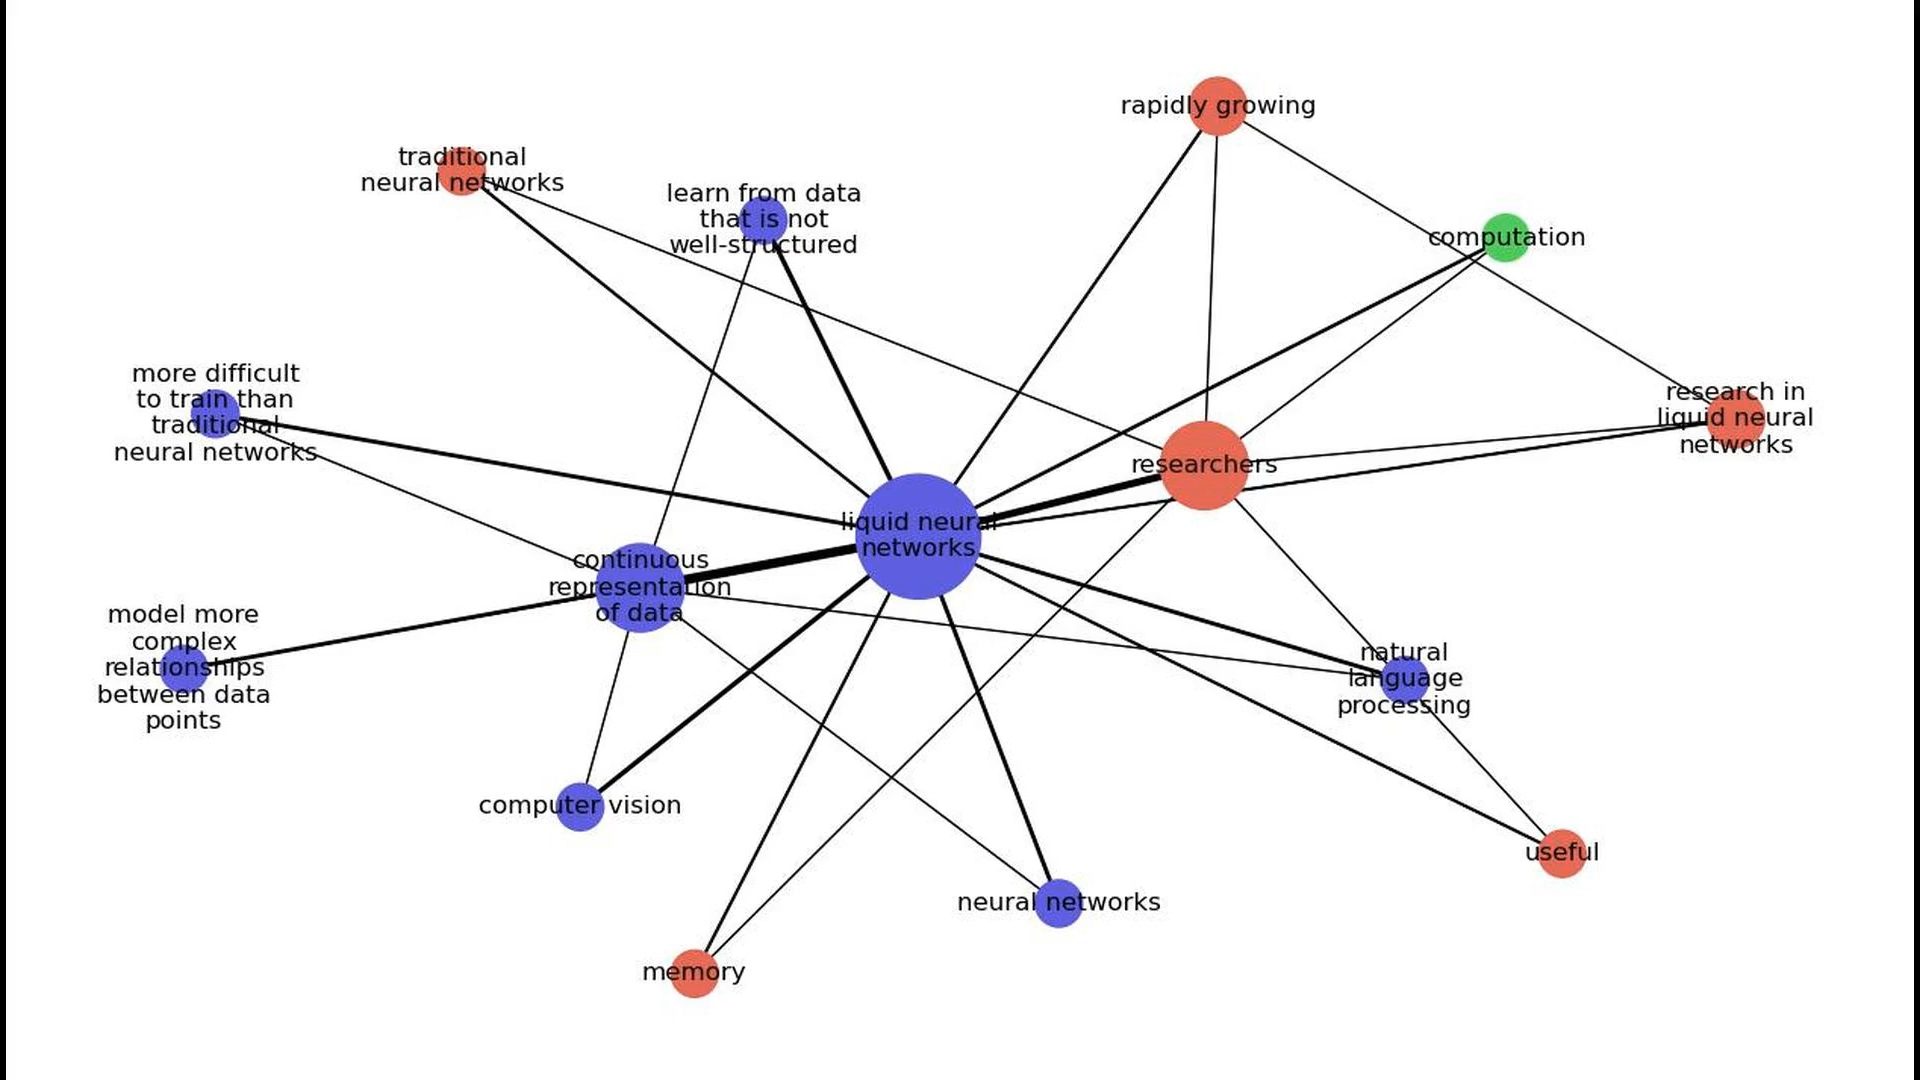 rapidly growing
traditional
neural networks
learn from data
that is not
well-structured
computation
more difficult
to train than
traditional
neural networks
research in
liquid neural
networks
researchers
liquid neural
networks
continuous
representation
of data
model more
complex
relationships
between data
points
natural
language
processing
computer vision
useful
neural networks
memory